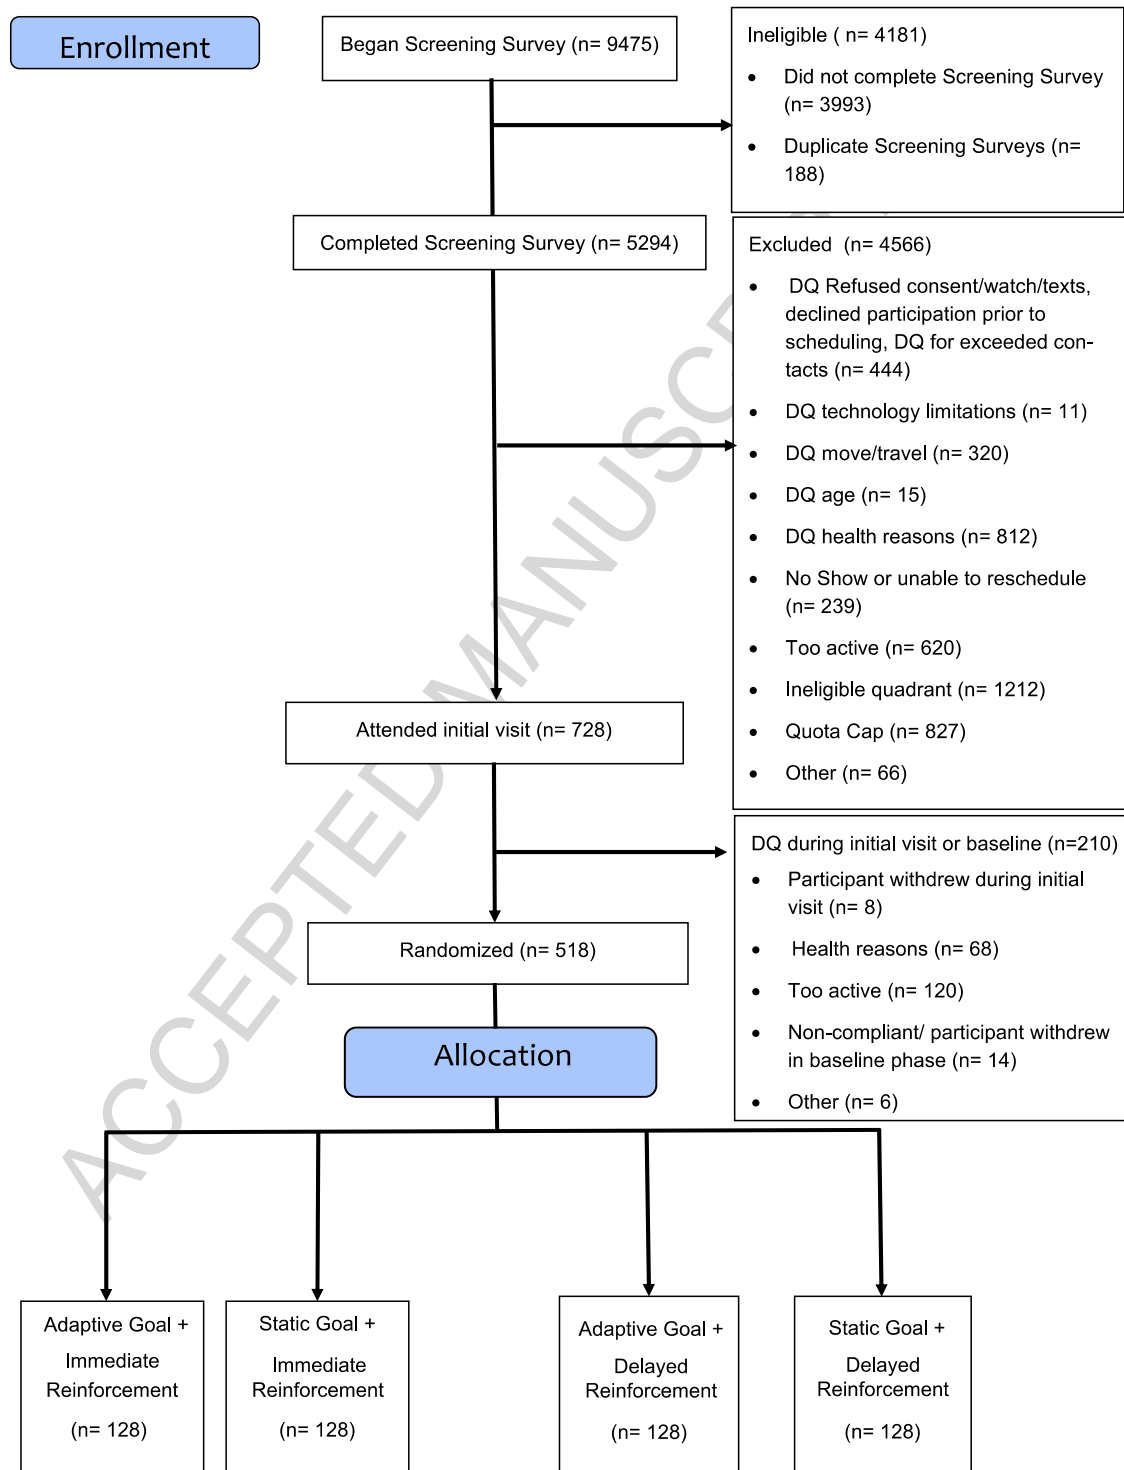 Enrollment
Began Screening Survey (n= 9475)
Ineligible ( n= 4181)
• Did not complete Screening Survey
(n= 3993)
• Duplicate Screening Surveys (n=
188)
Completed Screening Survey (n= 5294)
Excluded  (n= 4566)
• DQ Refused consent/watch/texts,
declined participation prior to
scheduling, DQ for exceeded con-
tacts (n= 444)
• DQ technology limitations (n= 11)
• DQ move/travel (n= 320)
• DQ age (n= 15)
• DQ health reasons (n= 812)
• No Show or unable to reschedule
(n= 239)
• Too active (n= 620)
• Ineligible quadrant (n= 1212)
• Quota Cap (n= 827)
• Other (n= 66)
Attended initial visit (n= 728)
DQ during initial visit or baseline (n=210)
• Participant withdrew during initial
visit (n= 8)
• Health reasons (n= 68)
• Too active (n= 120)
• Non-compliant/ participant withdrew
in baseline phase (n= 14)
• Other (n= 6)
Randomized (n= 518)
Allocation
Adaptive Goal +
Immediate
Reinforcement
(n= 128)
Static Goal +
Immediate
Reinforcement
(n= 128)
Adaptive Goal +
Delayed
Reinforcement
(n= 128)
Static Goal +
Delayed
Reinforcement
(n= 128)
ACCEPTED MANUSC